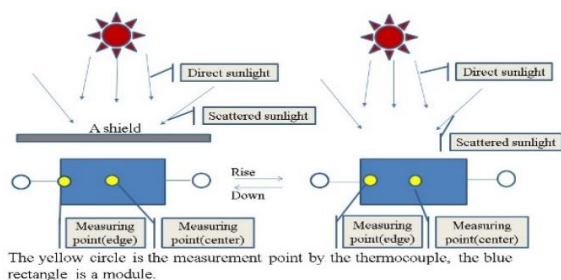 Direct sunlight
Scattered sunlight
A shield
Measuring
point(edge)
Measuring
point(center)
Rise
Down
Direct sunlight
Scattered sunlight
Measuring
point(edge)
Measuring
point(center)
The yellow circle is the measurement point by the thermocouple, the blue
rectangle is a module.